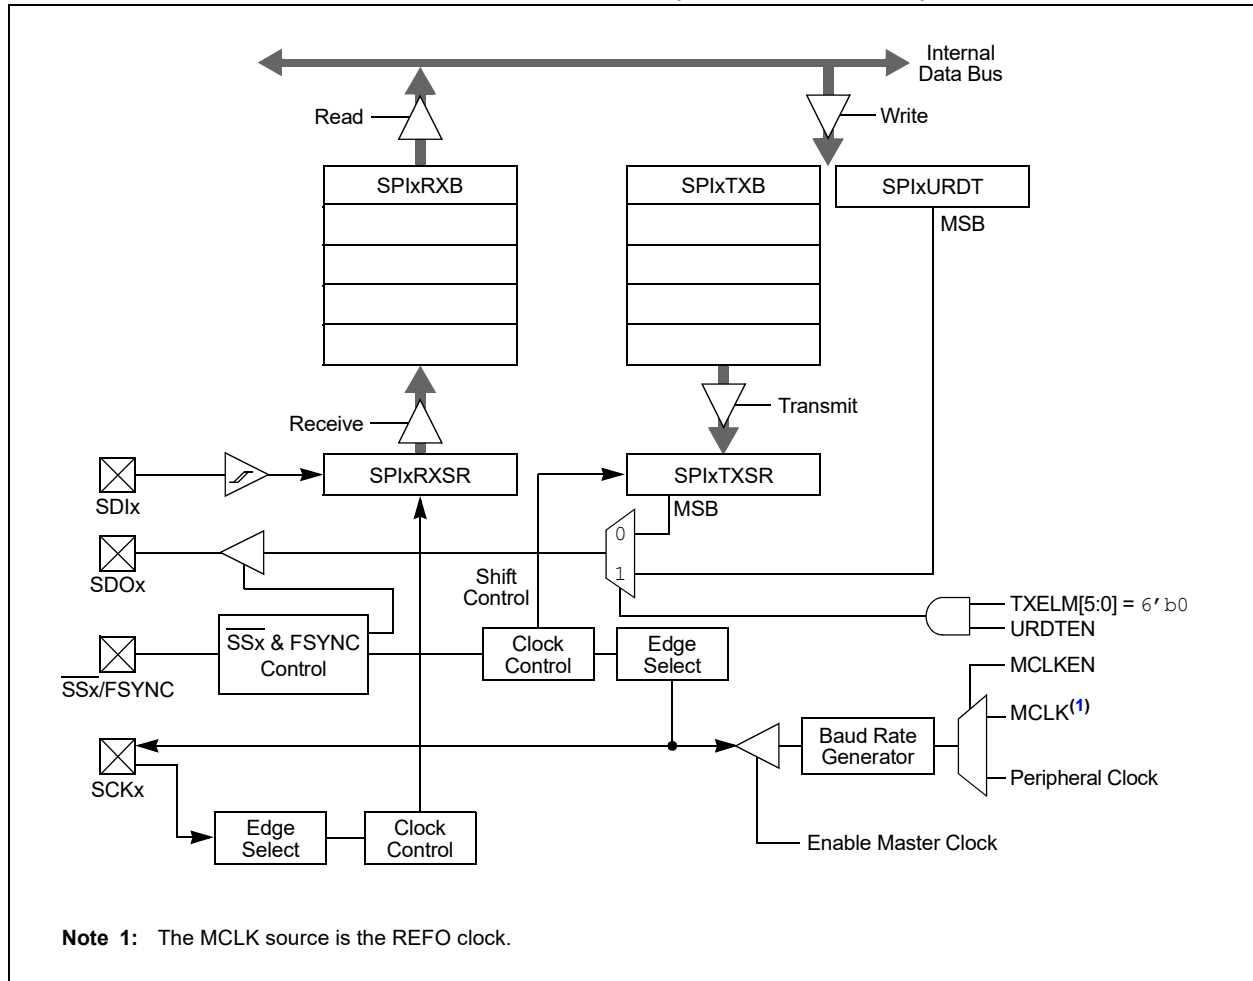 Internal
Data Bus
Read
Write
SPIxRXB
SPIxTXB
SPIxURDT
MSB
Receive
Transmit
SDIx
SPIxRXSR
SPIxTXSR
MSB
0
SDOx
1
Shift
Control
TXELM[5:0] = 6’b0
URDTEN
SSx & FSYNC
Control
Clock
Control
Edge
Select
MCLKEN
SSx/FSYNC
MCLK(1)
Baud Rate
Generator
Peripheral Clock
SCKx
Edge
Select
Clock
Control
Enable Master Clock
Note 1: The MCLK source is the REFO clock.